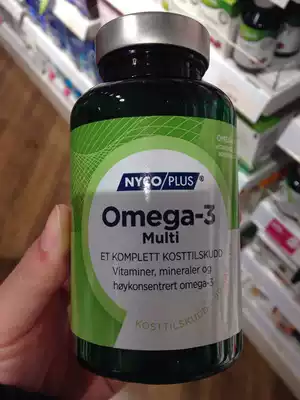 NYCO/PLUS®
Omega-3
Multi
ET KOMPLETT KOSTTILSKUDD
Vitaminer, mineraler og
høykonsentrert omega-3
KOSTTILSKUDD